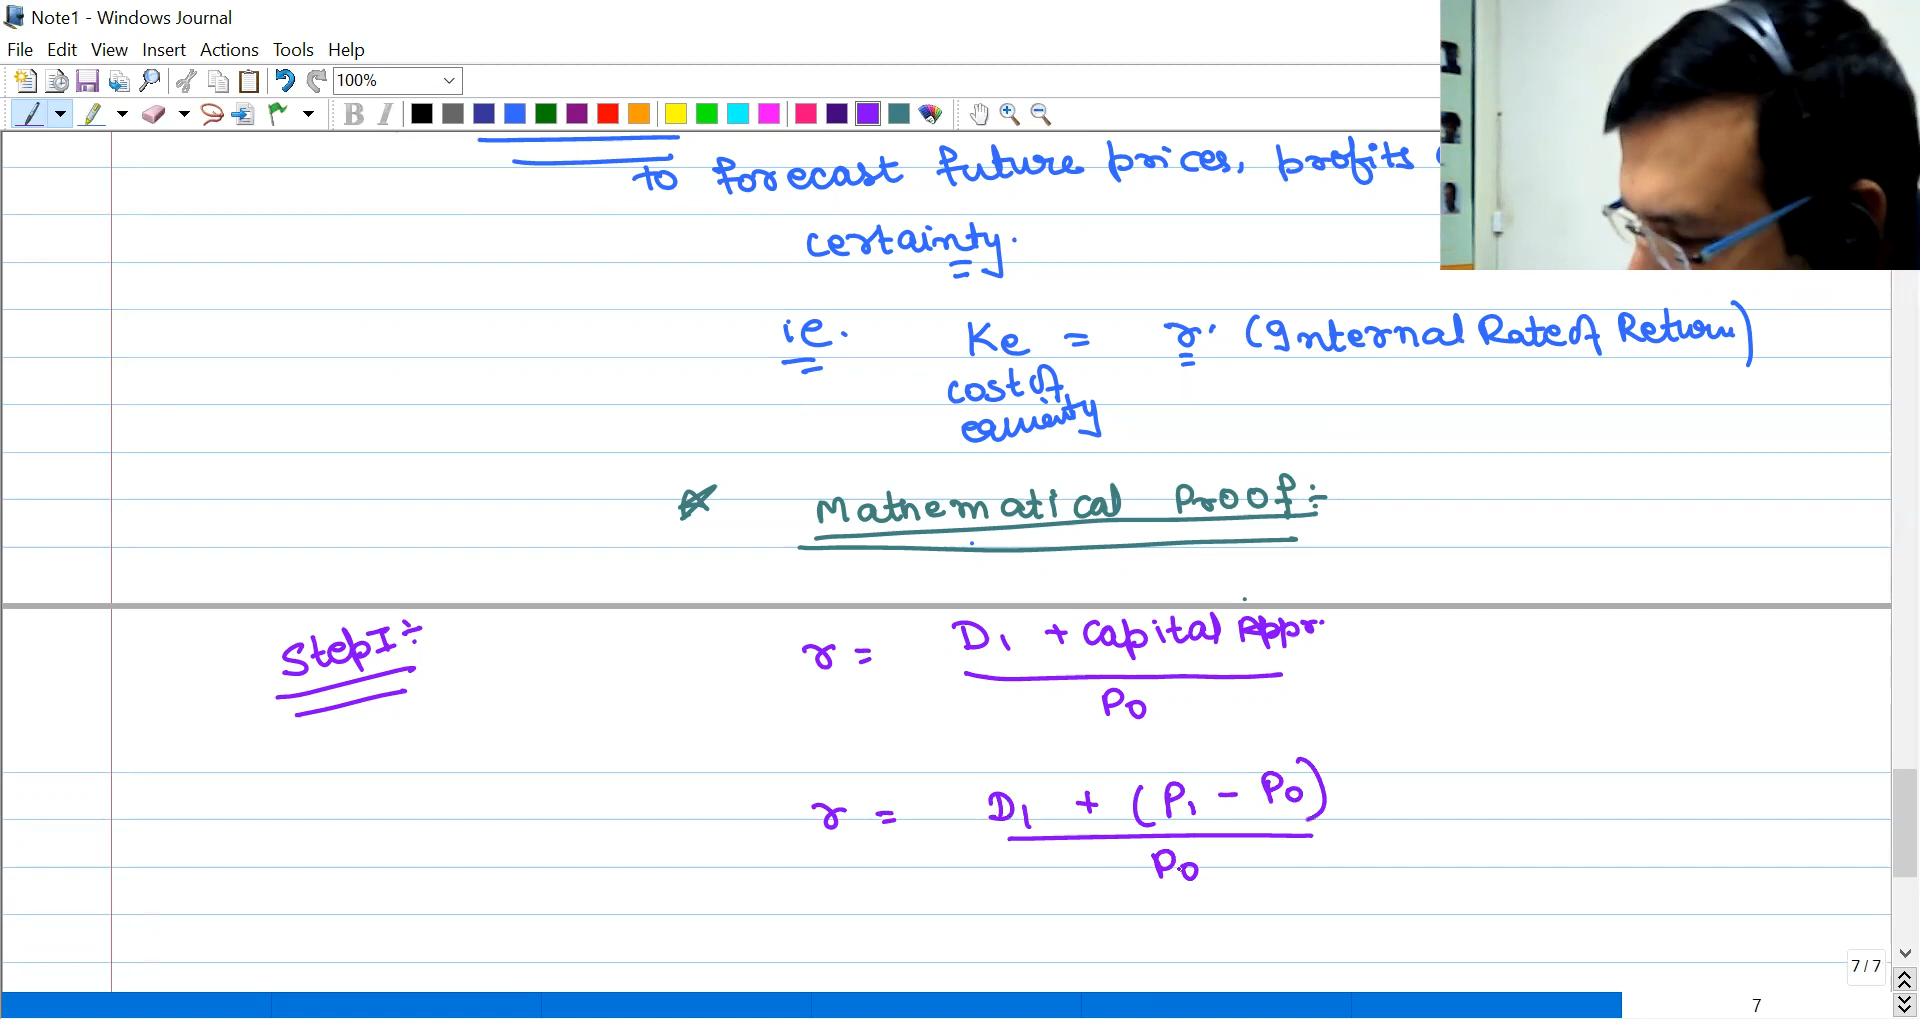 Note1 - Windows Journal
File Edit View Insert Actions Tools Help
100%
B I
to forecast future prices, profits
certainty.
ie. Ke = r. (Internal Rate of Return)
cost of
equity
Mathematical Proof:-
Step I:- r = D1 + Capital Appr.
P0
r = D1 + (P1 - P0)
P0
7 / 7
7